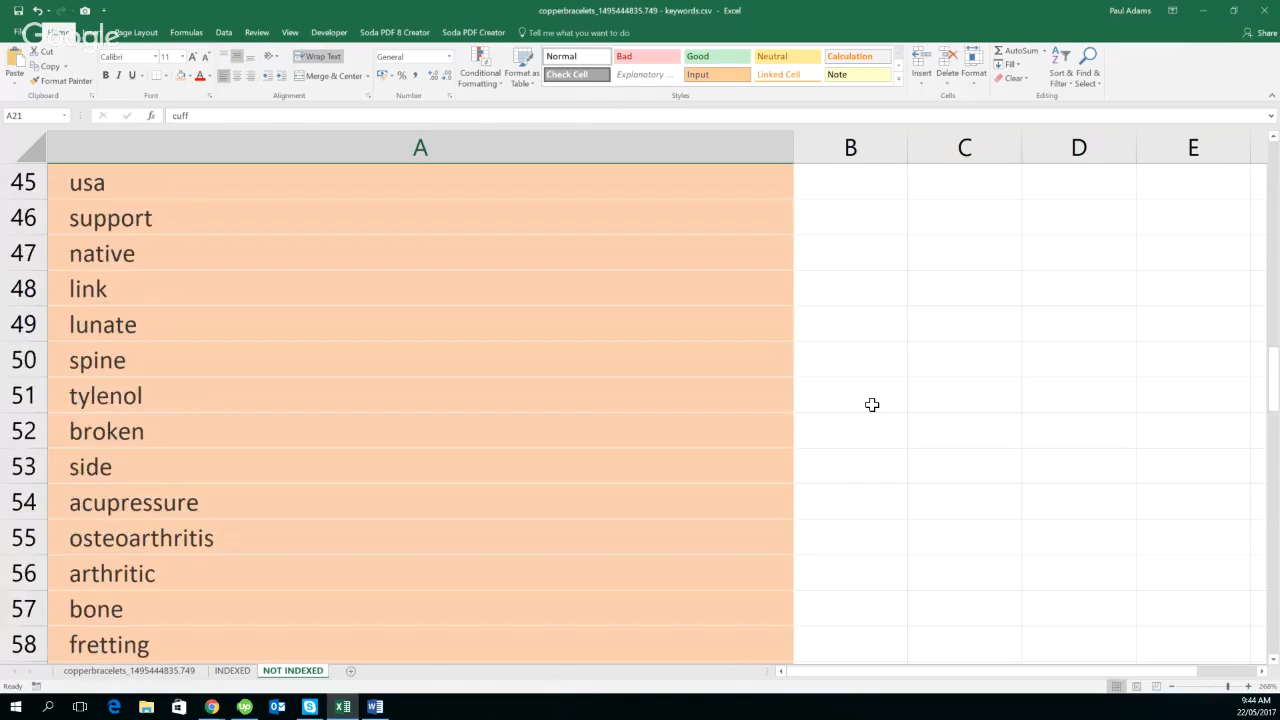 copperbracelets_1495444835.749 - keywords.csv - Excel
Paul Adams
File Home Insert Page Layout Formulas Data Review View Developer Soda PDF 8 Creator Soda PDF Creator Tell me what you want to do
Share
Google
Paste
Cut
Copy
Format Painter
Clipboard
Calibri 11
B I U
Font
Wrap Text
Merge & Center
Alignment
General
Number
Conditional Formatting
Format as Table
Normal Bad Good Neutral Calculation
Check Cell Explanatory ... Input Linked Cell Note
Styles
Insert Delete Format
Cells
AutoSum
Fill
Clear
Sort & Filter
Find & Select
Editing
A21
fx cuff
A B C D E
45 usa
46 support
47 native
48 link
49 lunate
50 spine
51 tylenol
52 broken
53 side
54 acupressure
55 osteoarthritis
56 arthritic
57 bone
58 fretting
copperbracelets_1495444835.749 INDEXED NOT INDEXED
Ready
268%
9:44 AM
22/05/2017